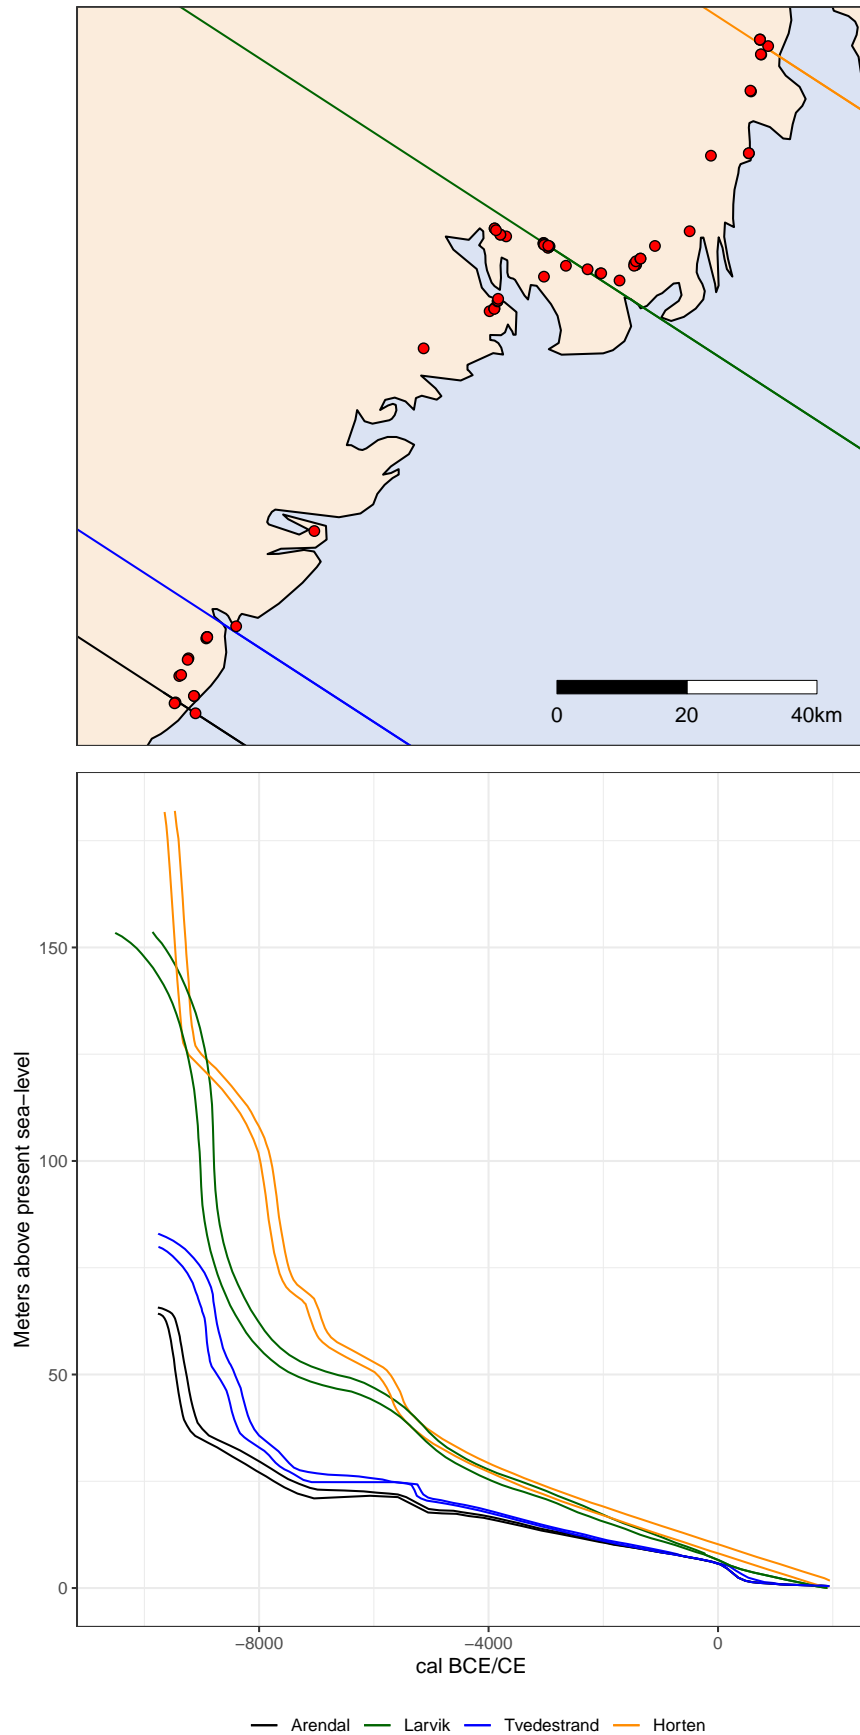 0 20 40km
Meters above present sea−level
150
100
50
0
−8000 −4000 0
cal BCE/CE
Arendal Larvik Tvedestrand Horten